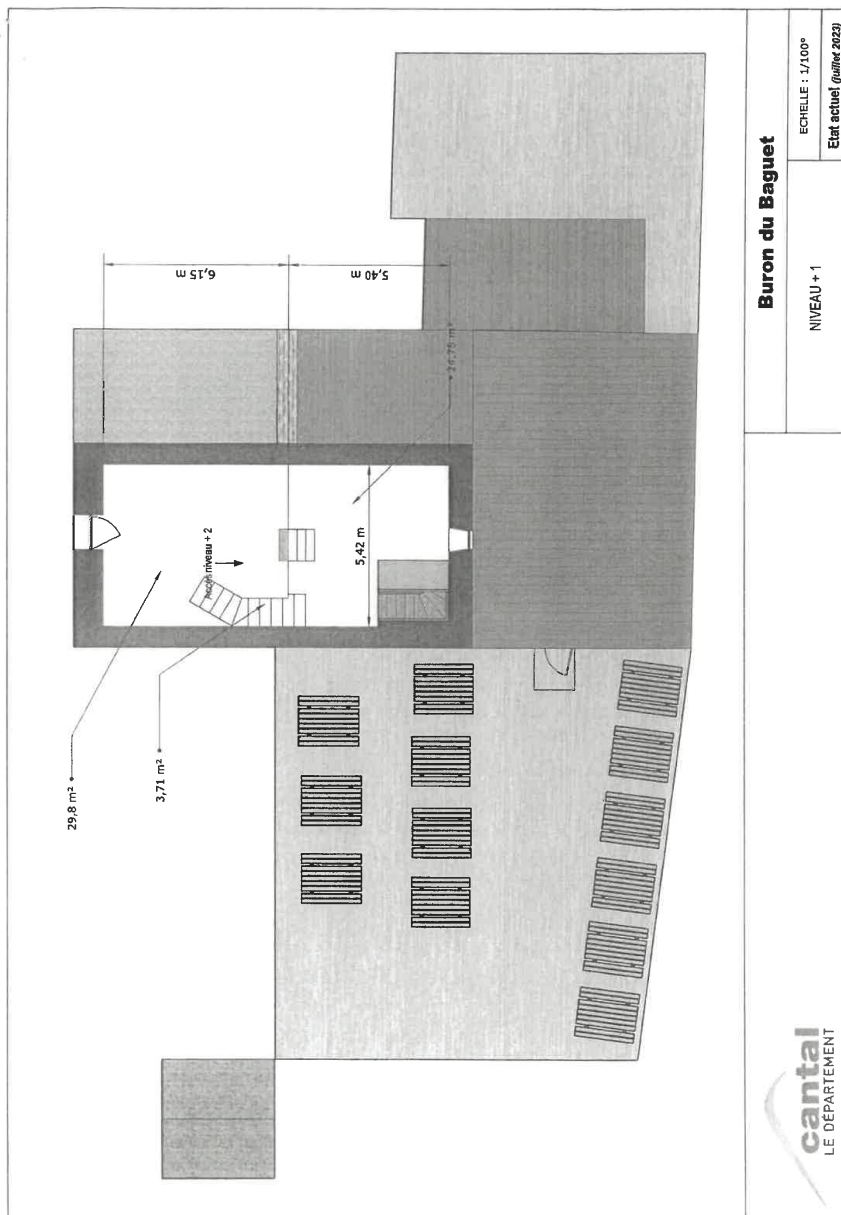 Buron du Baguet
NIVEAU + 1
ECHELLE : 1/100°
Etat actuel (juillet 2023)
6,15 m
5,40 m
24,75 m²
5,42 m
Accès niveau + 2
29,8 m²
3,71 m²
cantal
LE DÉPARTEMENT